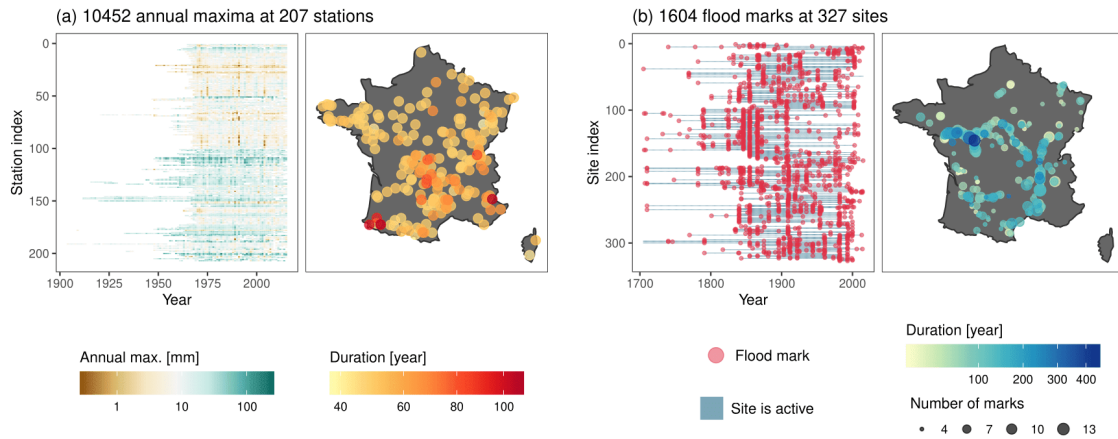 (a) 10452 annual maxima at 207 stations
Station index
0
50
100
150
200
1900 1925 1950 1975 2000
Year
Annual max. [mm]
1 10 100
Duration [year]
40 60 80 100
(b) 1604 flood marks at 327 sites
Site index
0
100
200
300
1700 1800 1900 2000
Year
Flood mark
Site is active
Duration [year]
100 200 300 400
Number of marks
4 7 10 13